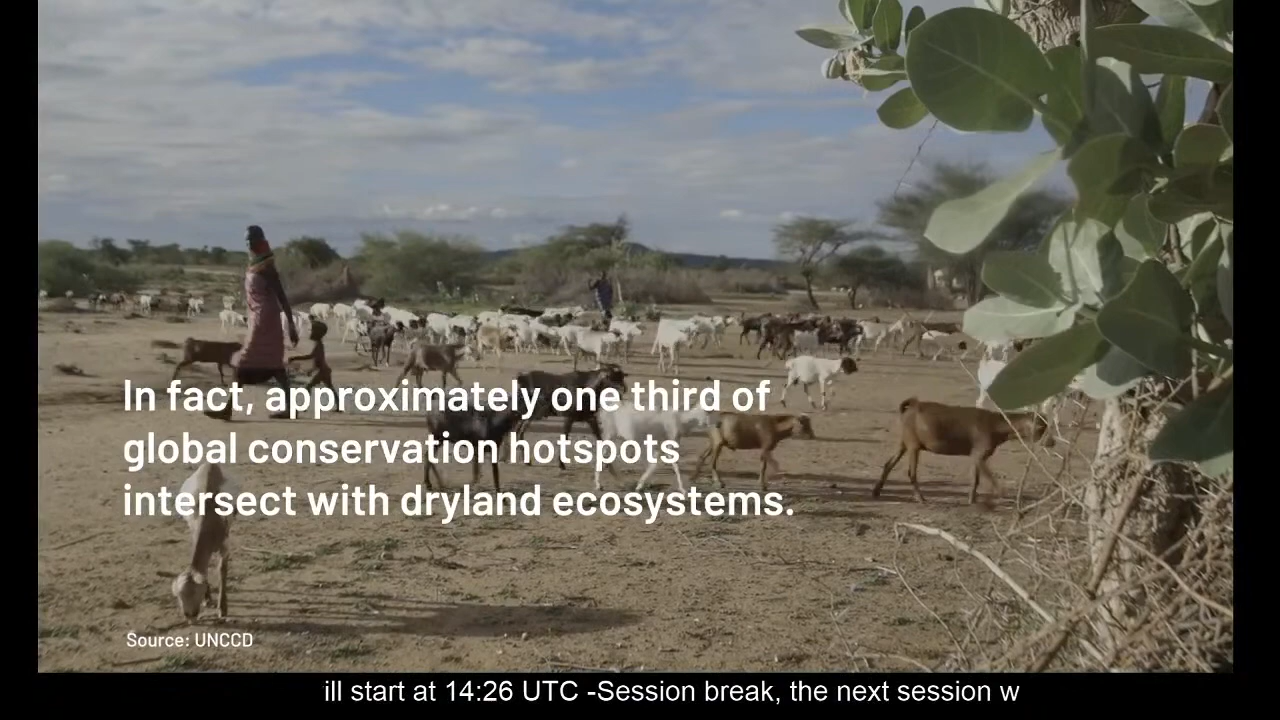 In fact, approximately one third of
global conservation hotspots
intersect with dryland ecosystems.
Source: UNCCD
ill start at 14:26 UTC -Session break, the next session w